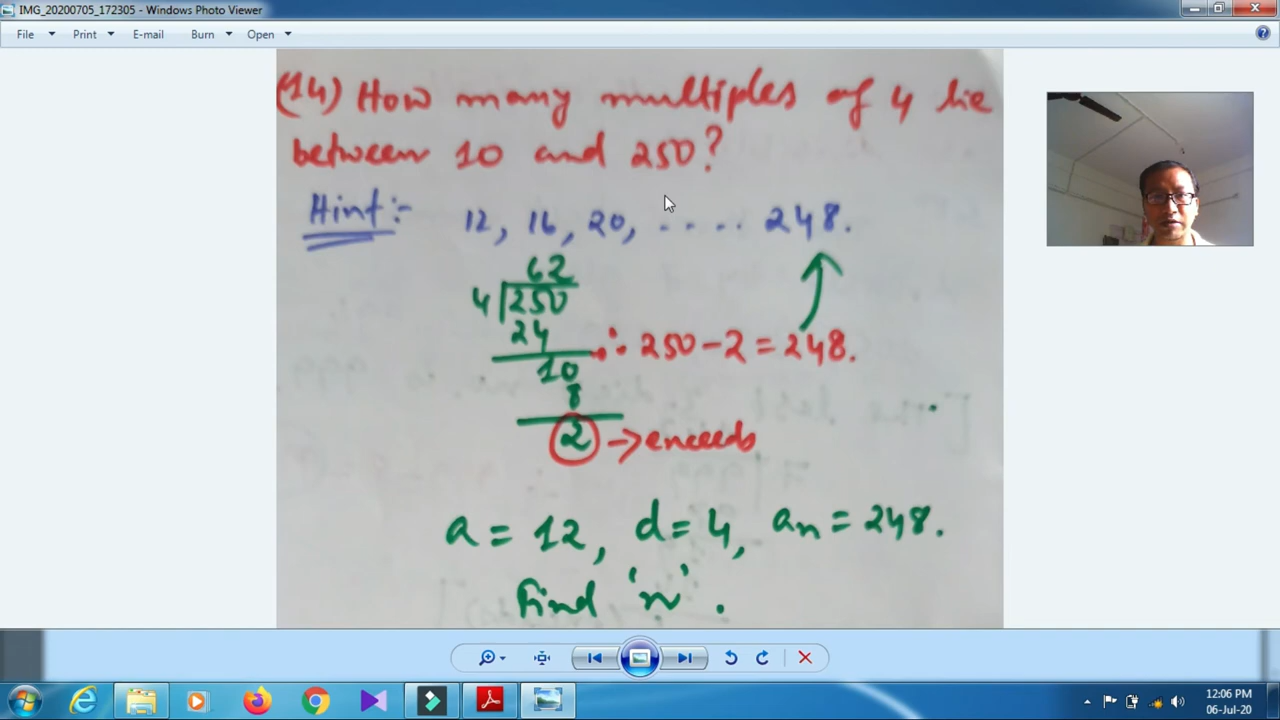 IMG_20200705_172305 - Windows Photo Viewer
File Print E-mail Burn Open
(14) How many multiples of 4 lie
between 10 and 250?
Hint:- 12, 16, 20, ..... 248.
62
4 250
24
∴ 250-2 = 248.
10
8
2 → exceeds
a = 12, d = 4, an = 248.
Find 'n'.
12:06 PM
06-Jul-20